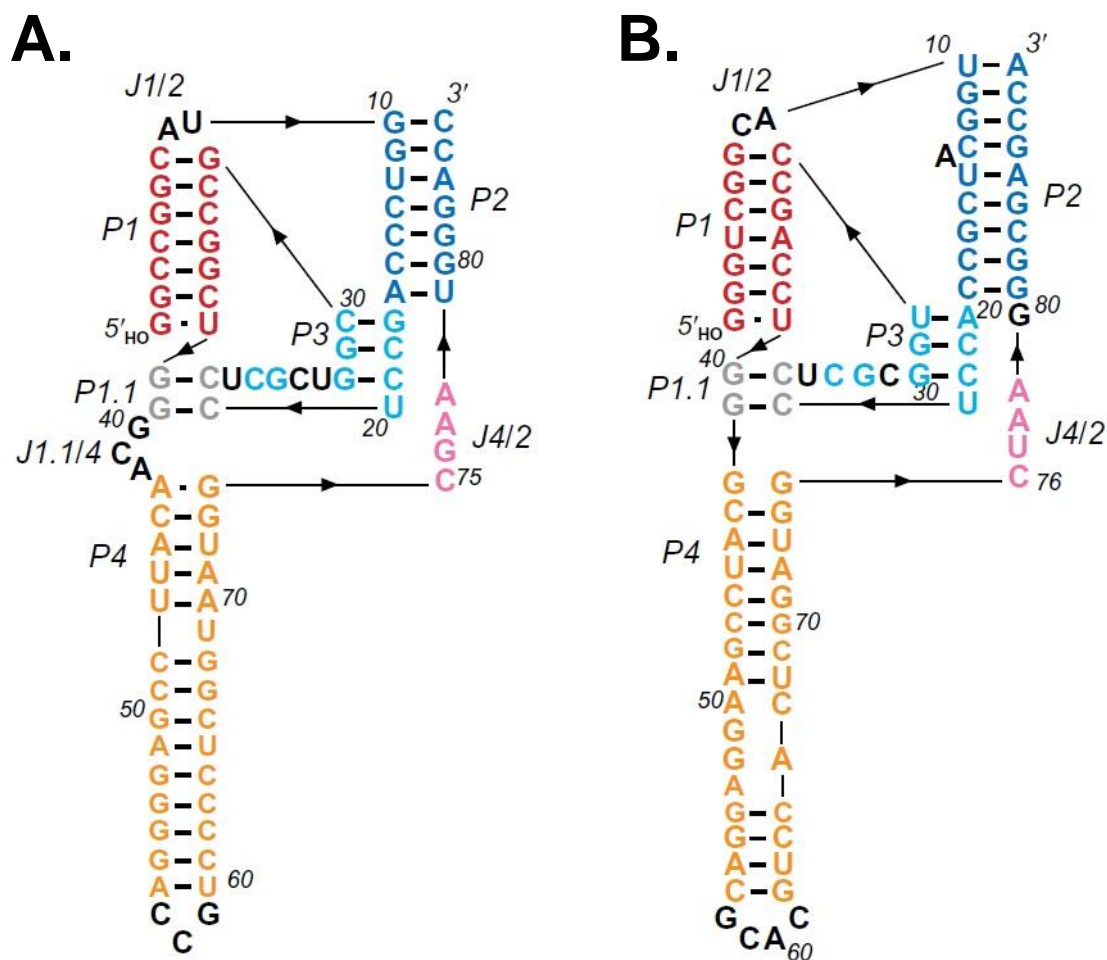 A.
J1/2
10 3′
A U G C
C G G C
G C U A
G C C G
P1 P2
C G C G
C G C G 80
G C A U
5′HO G U P3 30 C G
G C
P1.1 G C U C G C U G C A
40 G C U 20 A
G G
J1.1/4 C A
A G C 75
C G
A U
P4
U A
U A 70
U
C G
C G
50 G C
A U
G C
G C
G C
G C
A U 60
C G
C
B.
J1/2
10 3′
C A U A
G C
G C G C
G C A C G
C G U A
P1 P2
U A C G
G C G C
G C C G
G C C G
5′HO G U P3 U A 20 G 80
G C
40 P1.1 G C U C G C G 30 C A
G C U A
J4/2
U
G G C 76
C G
A U
P4
U A
C G
C G 70
G C
A U
50 A C
G
G A
A
G C
G C
A U
C G
G C
C A 60